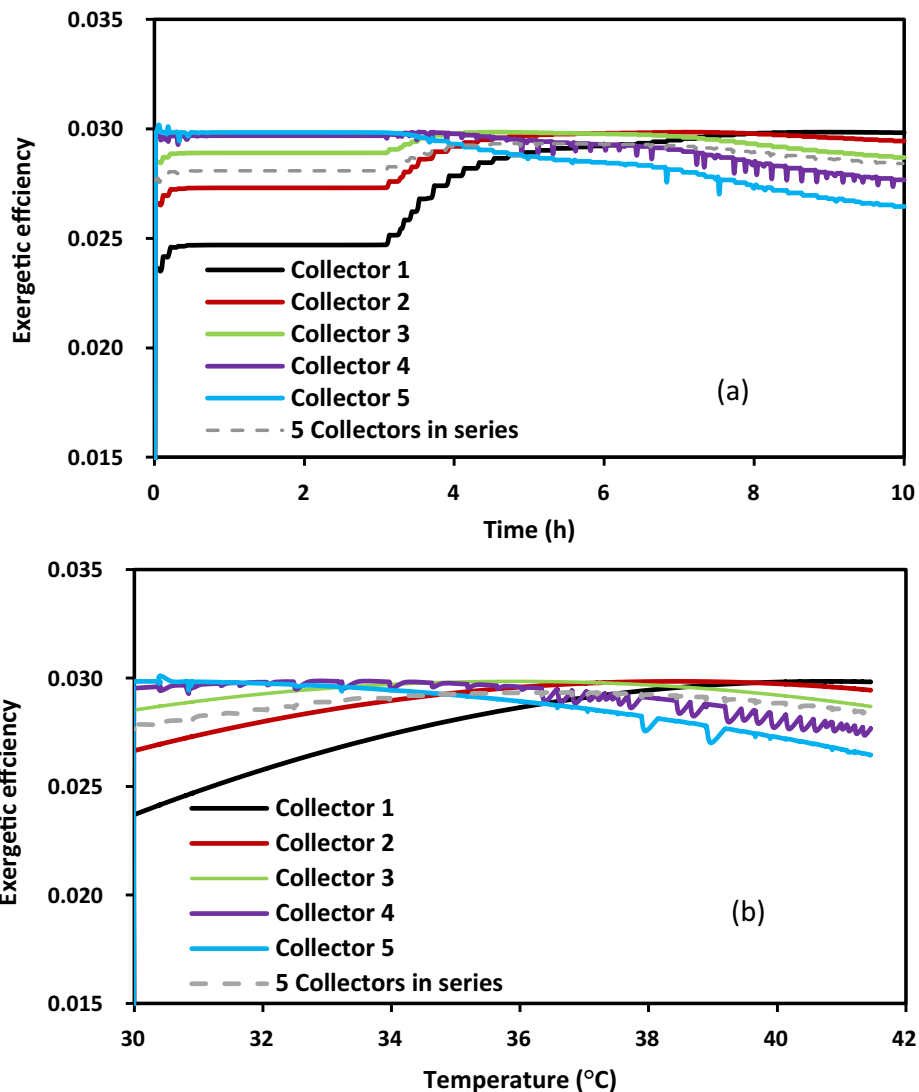 0.035
0.030
0.025
0.020
0.015
Exergetic effciency
Collector 1
Collector 2
Collector 3
Collector 4
Collector 5
5 Collectors in series
(a)
0 2 4 6 8 10
Time (h)
0.035
0.030
0.025
0.020
0.015
Exergetic effciency
Collector 1
Collector 2
Collector 3
Collector 4
Collector 5
5 Collectors in series
(b)
30 32 34 36 38 40 42
Temperature (°C)